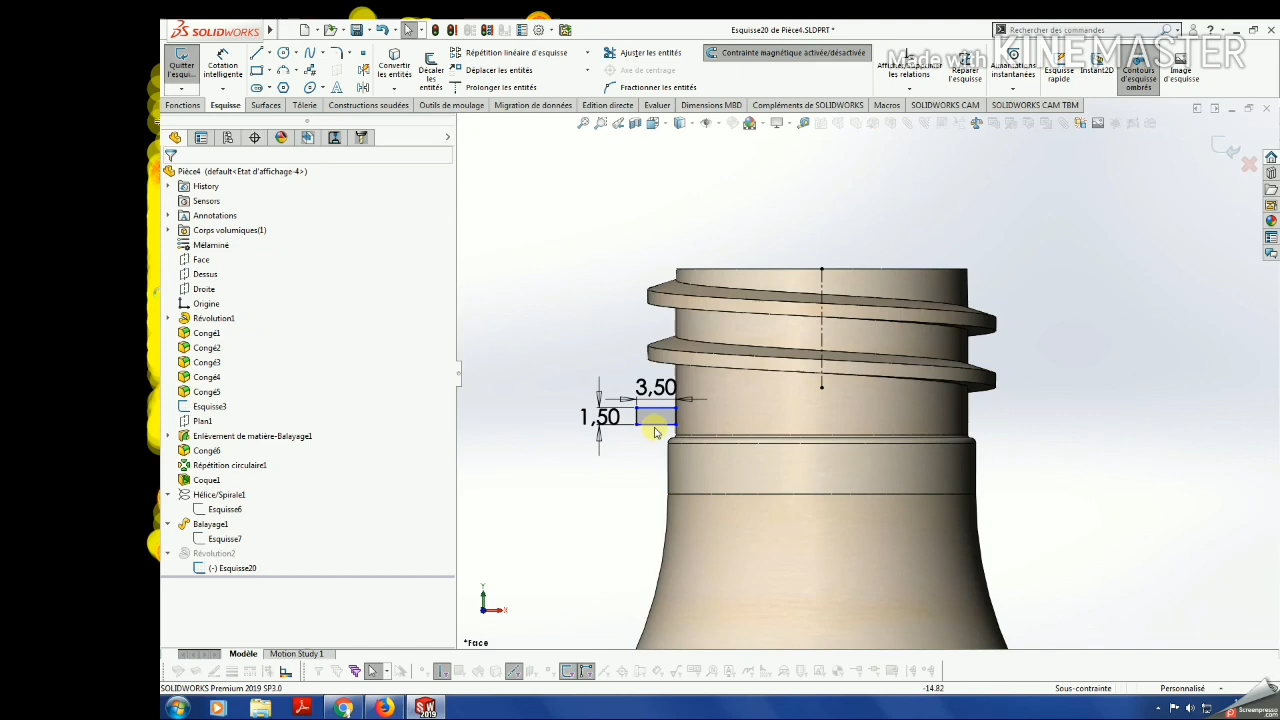 SOLIDWORKS
Esquisse20 de Pièce4.SLDPRT *
Rechercher des commandes
Made with KINEMASTER
Quitter l'esqui...
Cotation intelligente
Convertir les entités
Décaler les entités
Répétition linéaire d'esquisse
Déplacer les entités
Prolonger les entités
Ajuster les entités
Axe de centrage
Fractionner les entités
Contrainte magnétique activée/désactivée
les relations
Réparer l'esquisse
instantanées
Esquisse rapide
Instant2D
Contours d'esquisse ombrés
Image d'esquisse
Fonctions
Esquisse
Surfaces
Tôlerie
Constructions soudées
Outils de moulage
Migration de données
Edition directe
Evaluer
Dimensions MBD
Compléments de SOLIDWORKS
Macros
SOLIDWORKS CAM
SOLIDWORKS CAM TBM
Pièce4 (default<Etat d'affichage-4>)
History
Sensors
Annotations
Corps volumiques(1)
Mélaminé
Face
Dessus
Droite
Origine
Révolution1
Congé1
Congé2
Congé3
Congé4
Congé5
Esquisse3
Plan1
Enlèvement de matière-Balayage1
Congé6
Répétition circulaire1
Coque1
Hélice/Spirale1
Esquisse6
Balayage1
Esquisse7
Révolution2
(-) Esquisse20
3,50
1,50
Y
X
*Face
Modèle
Motion Study 1
SOLIDWORKS Premium 2019 SP3.0
-14.82
Sous-contrainte
Personnalisé
SW
2019
Screenpresso
.com